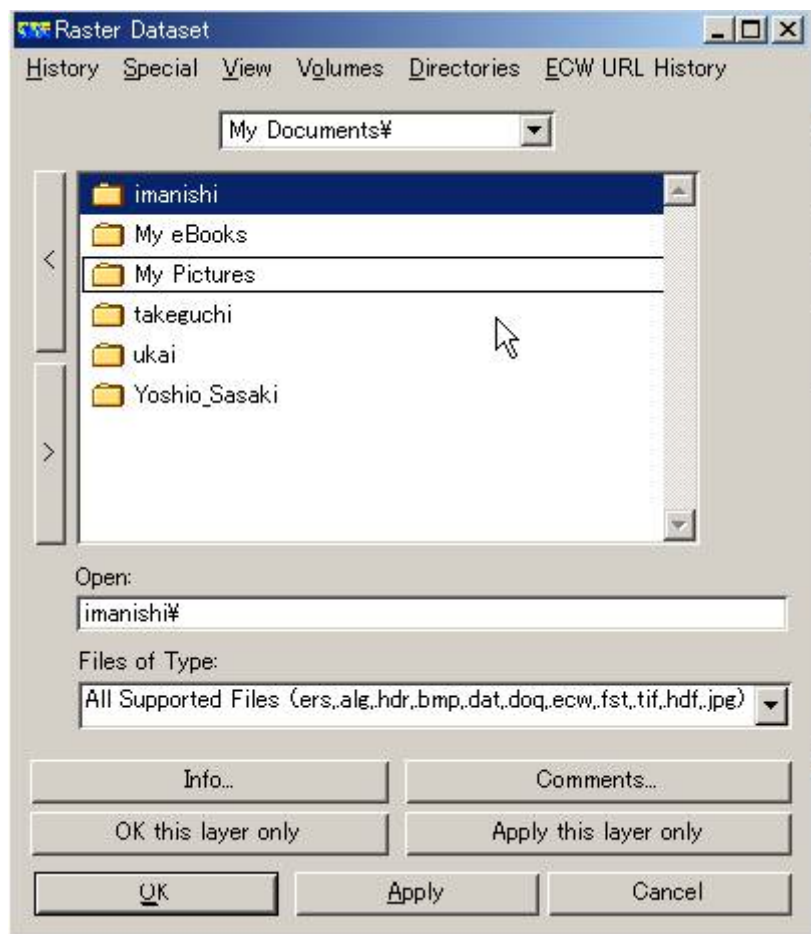 Raster Dataset
History Special View Volumes Directories ECW URL History
My Documents¥
imanishi
My eBooks
My Pictures
takeguchi
ukai
Yoshio_Sasaki
<
>
Open:
imanishi¥
Files of Type:
All Supported Files (ers,.alg,.hdr,.bmp,.dat,.doq,.ecw,.fst,.tif,.hdf,.jpg)
Info... Comments...
OK this layer only Apply this layer only
OK Apply Cancel